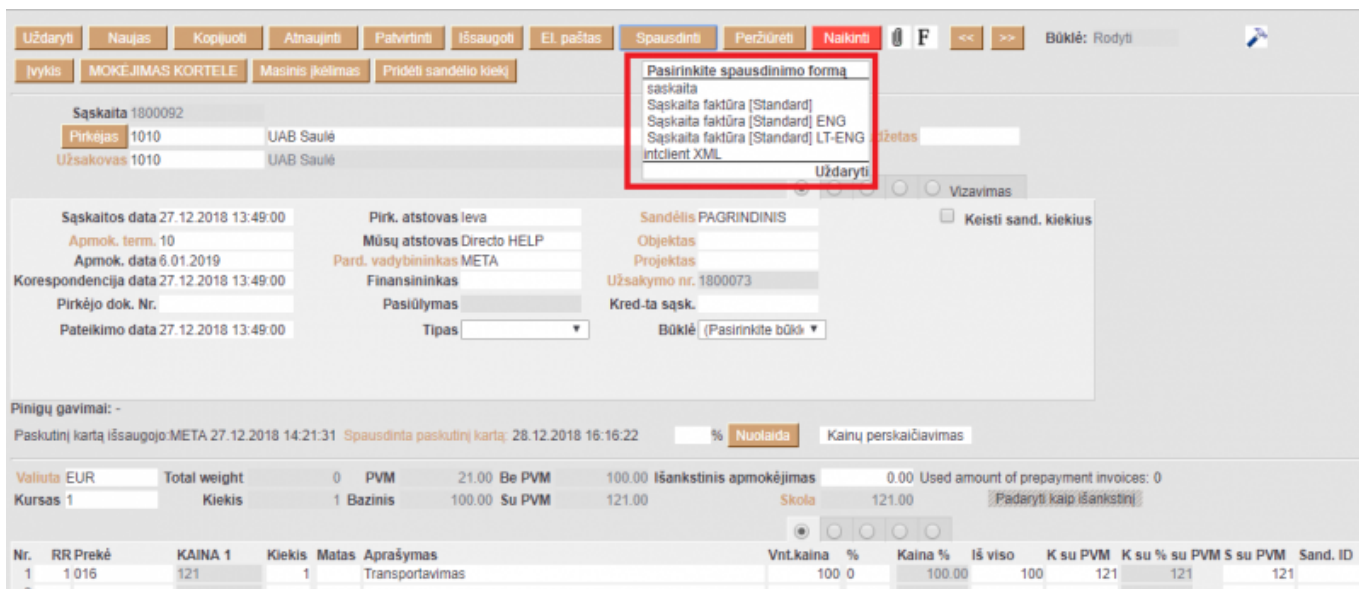 Uždaryti Naujas Kopijuoti Atnaujinti Patvirtinti Išsaugoti El. paštas Spausdinti Peržiūrėti Naikinti F << >> Būklė: Rodyti
Įvykis MOKĖJIMAS KORTELE Masinis įkėlimas Pridėti sandėlio kiekį
Pasirinkite spausdinimo formą
saskaita
Sąskaita faktūra [Standard]
Sąskaita faktūra [Standard] ENG
Sąskaita faktūra [Standard] LT-ENG
intclient XML
Uždaryti
Sąskaita 1800092
Pirkėjas 1010 UAB Saulė džetas
Užsakovas 1010 UAB Saulė
Vizavimas
Sąskaitos data 27.12.2018 13:49:00 Pirk. atstovas Ieva Sandėlis PAGRINDINIS Keisti sand. kiekius
Apmok. term. 10 Mūsų atstovas Directo HELP Objektas
Apmok. data 6.01.2019 Pard. vadybininkas META Projektas
Korespondencija data 27.12.2018 13:49:00 Finansininkas Užsakymo nr. 1800073
Pirkėjo dok. Nr. Pasiūlymas Kred-ta sąsk.
Pateikimo data 27.12.2018 13:49:00 Tipas Būklė (Pasirinkite būkl
Pinigų gavimai: -
Paskutinį kartą išsaugojo:META 27.12.2018 14:21:31 Spausdinta paskutinį kartą: 28.12.2018 16:16:22 % Nuolaida Kainų perskaičiavimas
Valiuta EUR Total weight 0 PVM 21.00 Be PVM 100.00 Išankstinis apmokėjimas 0.00 Used amount of prepayment invoices: 0
Kursas 1 Kiekis 1 Bazinis 100.00 Su PVM 121.00 Skola 121.00 Padaryti kaip išankstinį
Nr. RR Prekė KAINA 1 Kiekis Matas Aprašymas Vnt.kaina % Kaina % Iš viso K su PVM K su % su PVM S su PVM Sand. ID
1 1 016 121 1 Transportavimas 100 0 100.00 100 121 121 121